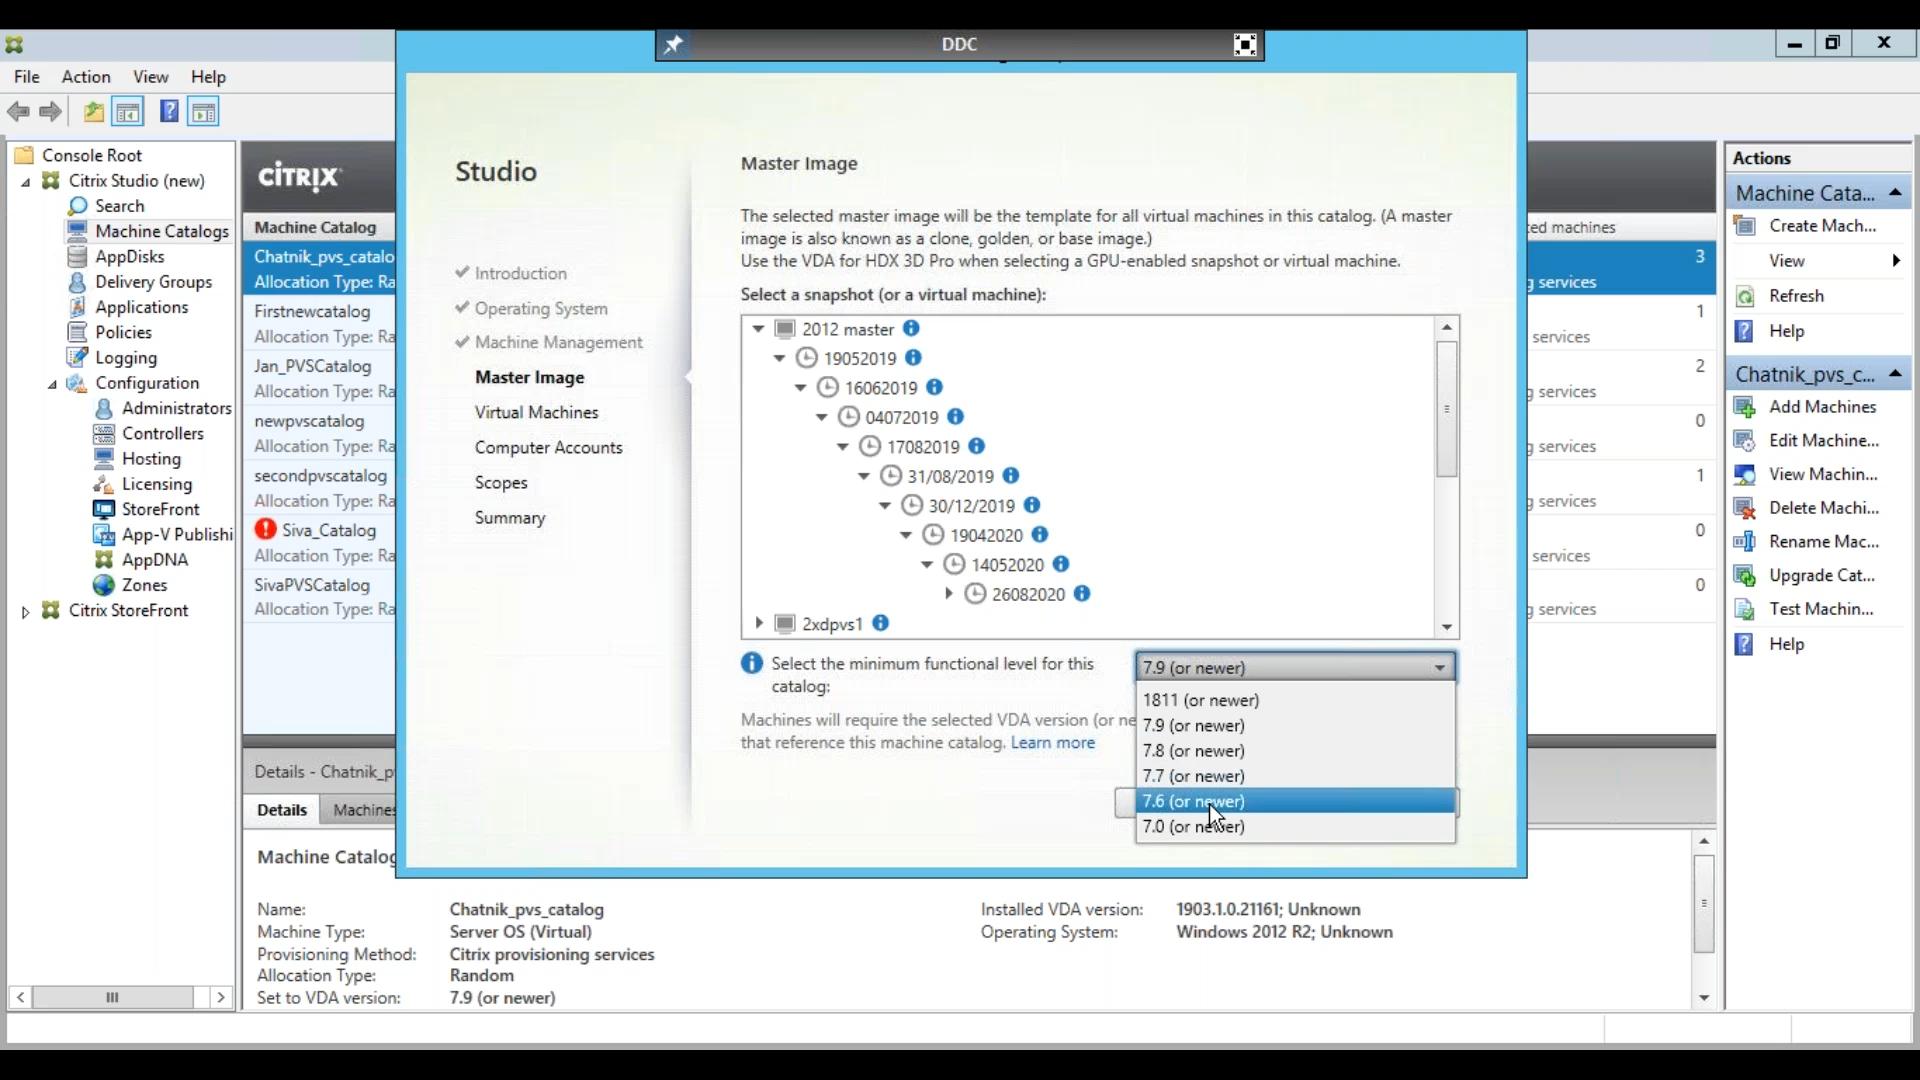 DDC
File Action View Help
Console Root
Citrix Studio (new)
Search
Machine Catalogs
AppDisks
Delivery Groups
Applications
Policies
Logging
Configuration
Administrators
Controllers
Hosting
Licensing
StoreFront
App-V Publishi
AppDNA
Zones
Citrix StoreFront
CITRIX
Machine Catalog
Chatnik_pvs_catalo
Allocation Type: Ra
Firstnewcatalog
Allocation Type: Ra
Jan_PVSCatalog
Allocation Type: Ra
newpvscatalog
Allocation Type: Ra
secondpvscatalog
Allocation Type: Ra
Siva_Catalog
Allocation Type: Ra
SivaPVSCatalog
Allocation Type: Ra
Studio
Introduction
Operating System
Machine Management
Master Image
Virtual Machines
Computer Accounts
Scopes
Summary
Master Image
The selected master image will be the template for all virtual machines in this catalog. (A master
image is also known as a clone, golden, or base image.)
Use the VDA for HDX 3D Pro when selecting a GPU-enabled snapshot or virtual machine.
Select a snapshot (or a virtual machine):
2012 master
19052019
16062019
04072019
17082019
31/08/2019
30/12/2019
19042020
14052020
26082020
2xdpvs1
Select the minimum functional level for this
catalog:
7.9 (or newer)
1811 (or newer)
7.9 (or newer)
7.8 (or newer)
7.7 (or newer)
7.6 (or newer)
7.0 (or newer)
Machines will require the selected VDA version (or ne
that reference this machine catalog. Learn more
ted machines
3
g services
1
services
2
g services
0
g services
1
g services
0
services
0
g services
Actions
Machine Cata...
Create Mach...
View
Refresh
Help
Chatnik_pvs_c...
Add Machines
Edit Machine...
View Machin...
Delete Machi...
Rename Mac...
Upgrade Cat...
Test Machin...
Help
Details - Chatnik_p
Details Machines
Machine Catalog
Name: Chatnik_pvs_catalog
Machine Type: Server OS (Virtual)
Provisioning Method: Citrix provisioning services
Allocation Type: Random
Set to VDA version: 7.9 (or newer)
Installed VDA version: 1903.1.0.21161; Unknown
Operating System: Windows 2012 R2; Unknown